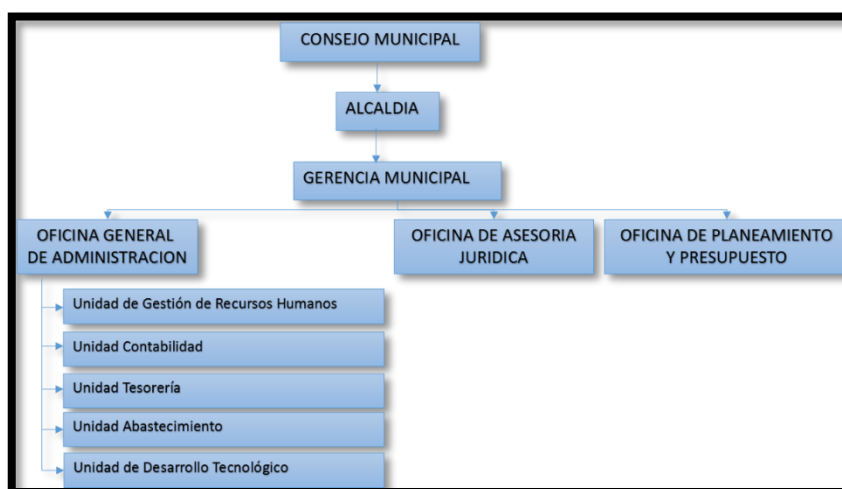 CONSEJO MUNICIPAL
ALCALDIA
GERENCIA MUNICIPAL
OFICINA GENERAL
DE ADMINISTRACION
OFICINA DE ASESORIA
JURIDICA
OFICINA DE PLANEAMIENTO
Y PRESUPUESTO
Unidad de Gestión de Recursos Humanos
Unidad Contabilidad
Unidad Tesorería
Unidad Abastecimiento
Unidad de Desarrollo Tecnológico